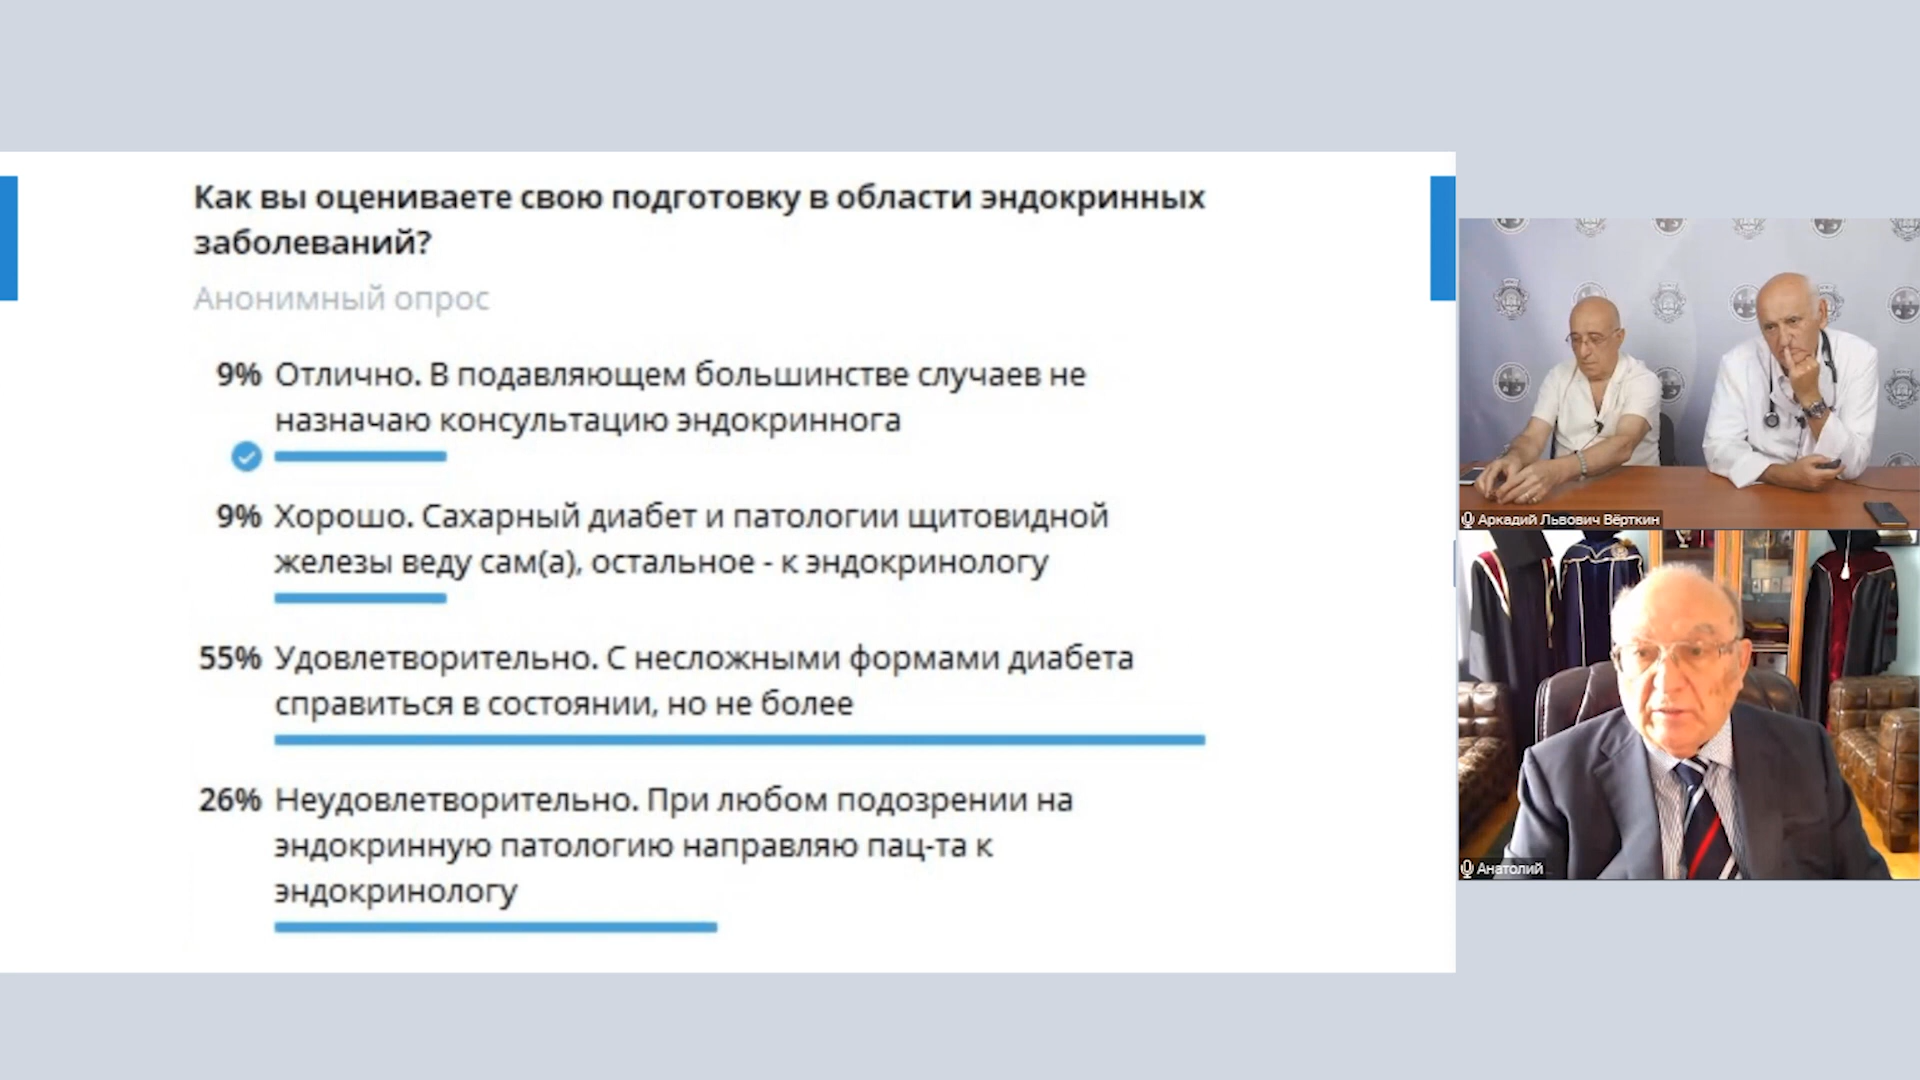 Как вы оцениваете свою подготовку в области эндокринных
заболеваний?
Анонимный опрос
9% Отлично. В подавляющем большинстве случаев не
назначаю консультацию эндокриннога
9% Хорошо. Сахарный диабет и патологии щитовидной
железы веду сам(а), остальное - к эндокринологу
55% Удовлетворительно. С несложными формами диабета
справиться в состоянии, но не более
26% Неудовлетворительно. При любом подозрении на
эндокринную патологию направляю пац-та к
эндокринологу
Аркадий Львович Вёрткин
Анатолий